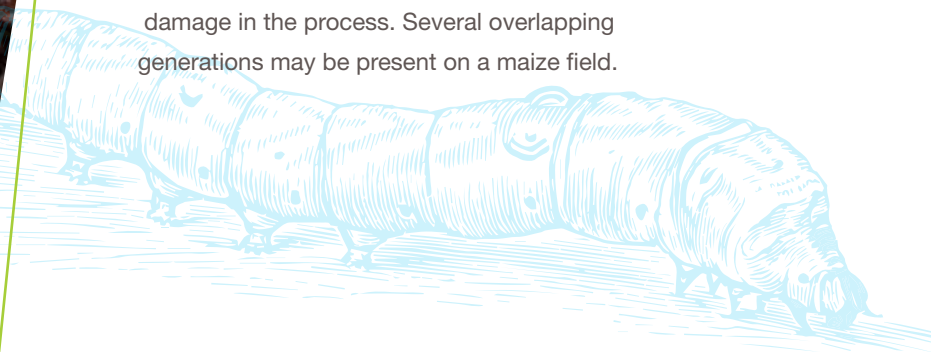 damage in the process. Several overlapping
generations may be present on a maize field.